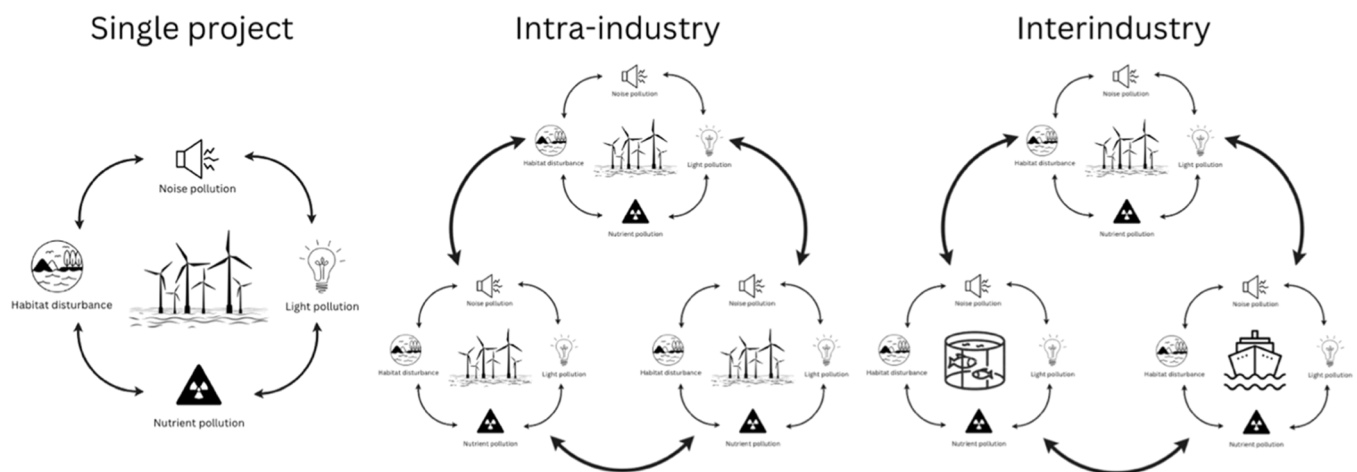 Single project
Noise pollution
Habitat disturbance
Light pollution
Nutrient pollution
Intra-industry
Noise pollution
Habitat disturbance
Light pollution
Nutrient pollution
Noise pollution
Habitat disturbance
Light pollution
Nutrient pollution
Noise pollution
Habitat disturbance
Light pollution
Nutrient pollution
Interindustry
Noise pollution
Habitat disturbance
Light pollution
Nutrient pollution
Noise pollution
Habitat disturbance
Light pollution
Nutrient pollution
Noise pollution
Habitat disturbance
Light pollution
Nutrient pollution